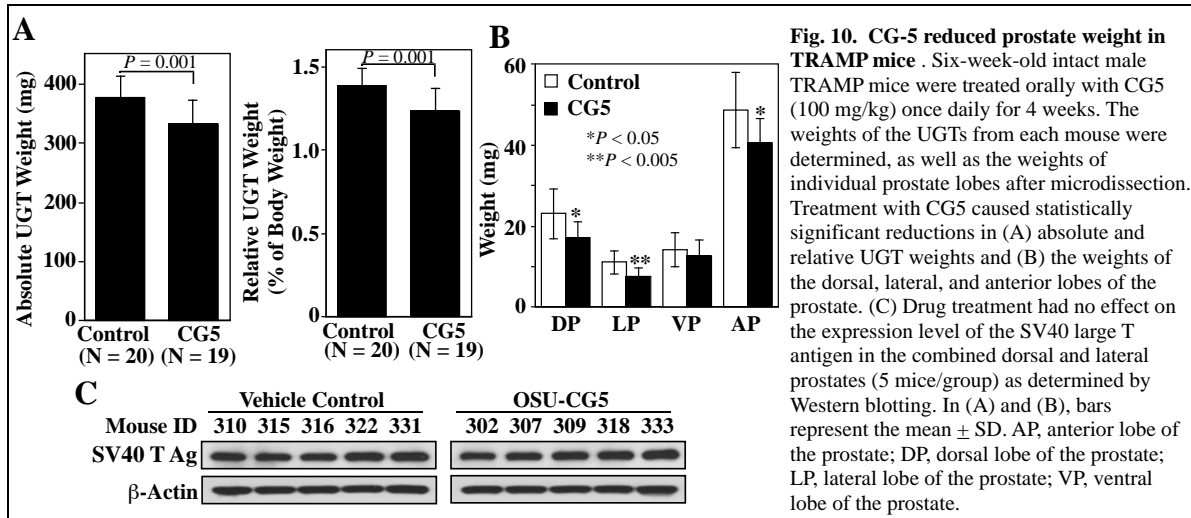 A
Absolute UGT Weight (mg)
400
300
200
100
0
P = 0.001
Control
(N = 20)
CG5
(N = 19)
Relative UGT Weight
(% of Body Weight)
1.5
1.0
0.5
0.0
P = 0.001
Control
(N = 20)
CG5
(N = 19)
B
Weight (mg)
60
40
20
0
Control
CG5
*P < 0.05
**P < 0.005
*
**
*
DP
LP
VP
AP
C
Vehicle Control
OSU-CG5
Mouse ID
310 315 316 322 331
302 307 309 318 333
SV40 T Ag
β-Actin
Fig. 10. CG-5 reduced prostate weight in
TRAMP mice . Six-week-old intact male
TRAMP mice were treated orally with CG5
(100 mg/kg) once daily for 4 weeks. The
weights of the UGTs from each mouse were
determined, as well as the weights of
individual prostate lobes after microdissection.
Treatment with CG5 caused statistically
significant reductions in (A) absolute and
relative UGT weights and (B) the weights of
the dorsal, lateral, and anterior lobes of the
prostate. (C) Drug treatment had no effect on
the expression level of the SV40 large T
antigen in the combined dorsal and lateral
prostates (5 mice/group) as determined by
Western blotting. In (A) and (B), bars
represent the mean ± SD. AP, anterior lobe of
the prostate; DP, dorsal lobe of the prostate;
LP, lateral lobe of the prostate; VP, ventral
lobe of the prostate.